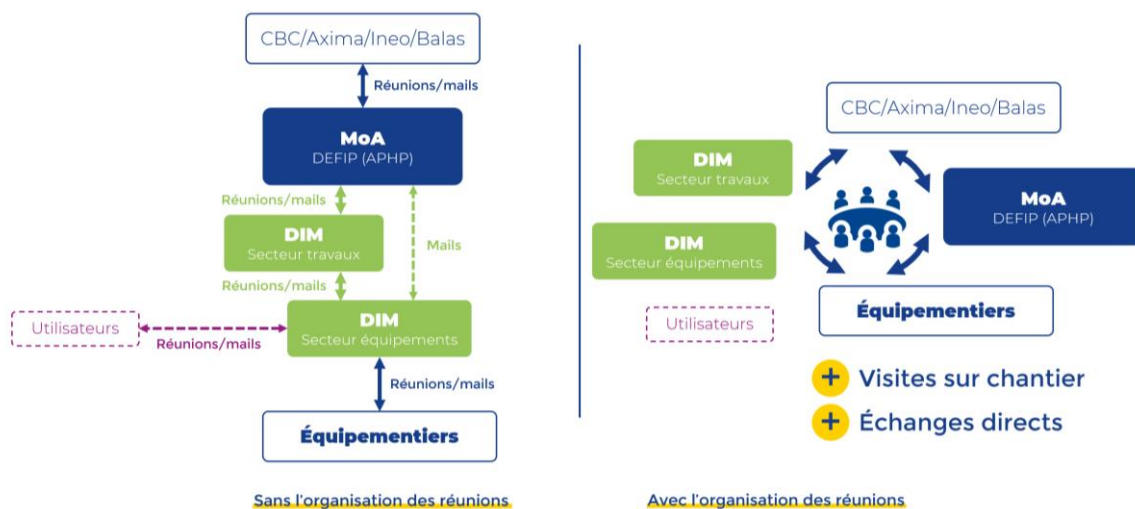 CBC/Axima/Ineo/Balas
Réunions/mails
MoA
DEFIP (APHP)
Réunions/mails
Mails
DIM
Secteur travaux
Réunions/mails
Utilisateurs
Réunions/mails
DIM
Secteur équipements
Réunions/mails
Équipementiers
Sans l'organisation des réunions
CBC/Axima/Ineo/Balas
DIM
Secteur travaux
MoA
DEFIP (APHP)
DIM
Secteur équipements
Équipementiers
Utilisateurs
+ Visites sur chantier
+ Échanges directs
Avec l'organisation des réunions